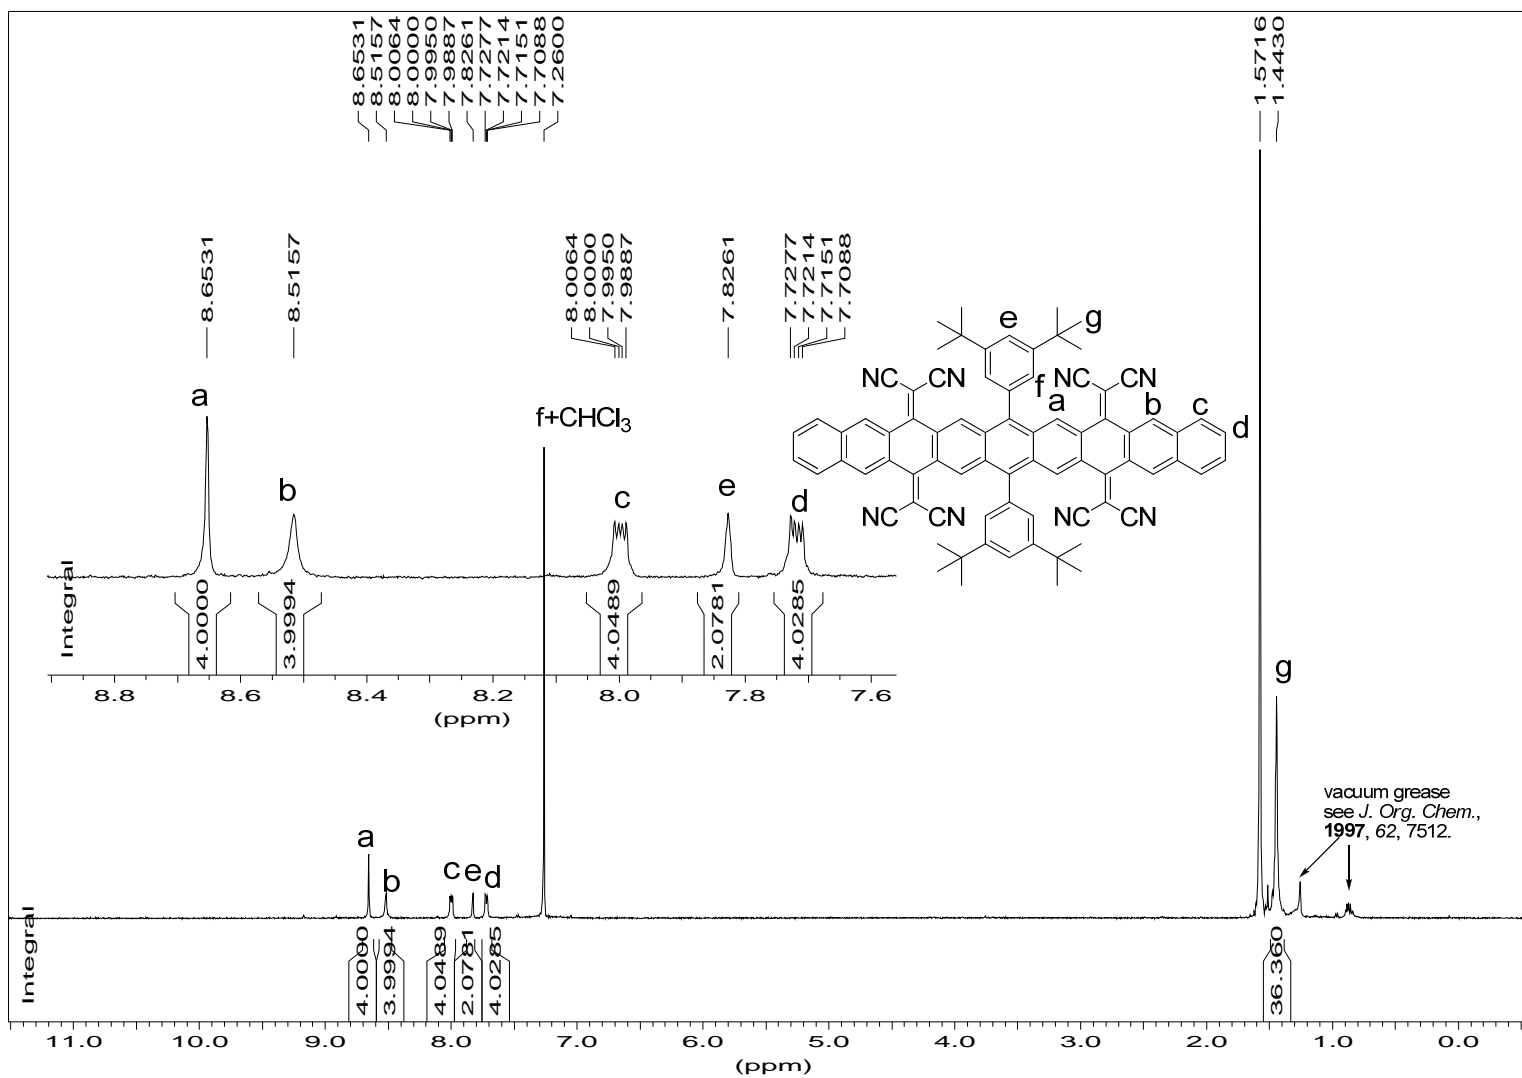 8.6531
8.5157
8.0064
8.0000
7.9950
7.9887
7.8261
7.7277
7.7214
7.7151
7.7088
7.2600
1.5716
1.4430
8.6531
8.5157
8.0064
8.0000
7.9950
7.9887
7.8261
7.7277
7.7214
7.7151
7.7088
e
g
NC CN
NC CN
f
a
b
c
d
NC CN
NC CN
a
b
c
e
d
f+CHCl₃
Integral
4.0000
3.9994
4.0489
2.0781
4.0285
8.8 8.6 8.4 8.2 8.0 7.8 7.6
(ppm)
g
vacuum grease
see J. Org. Chem.,
1997, 62, 7512.
a
b
c
e
d
Integral
4.0000
3.9994
4.0489
2.0781
4.0285
36.360
11.0 10.0 9.0 8.0 7.0 6.0 5.0 4.0 3.0 2.0 1.0 0.0
(ppm)